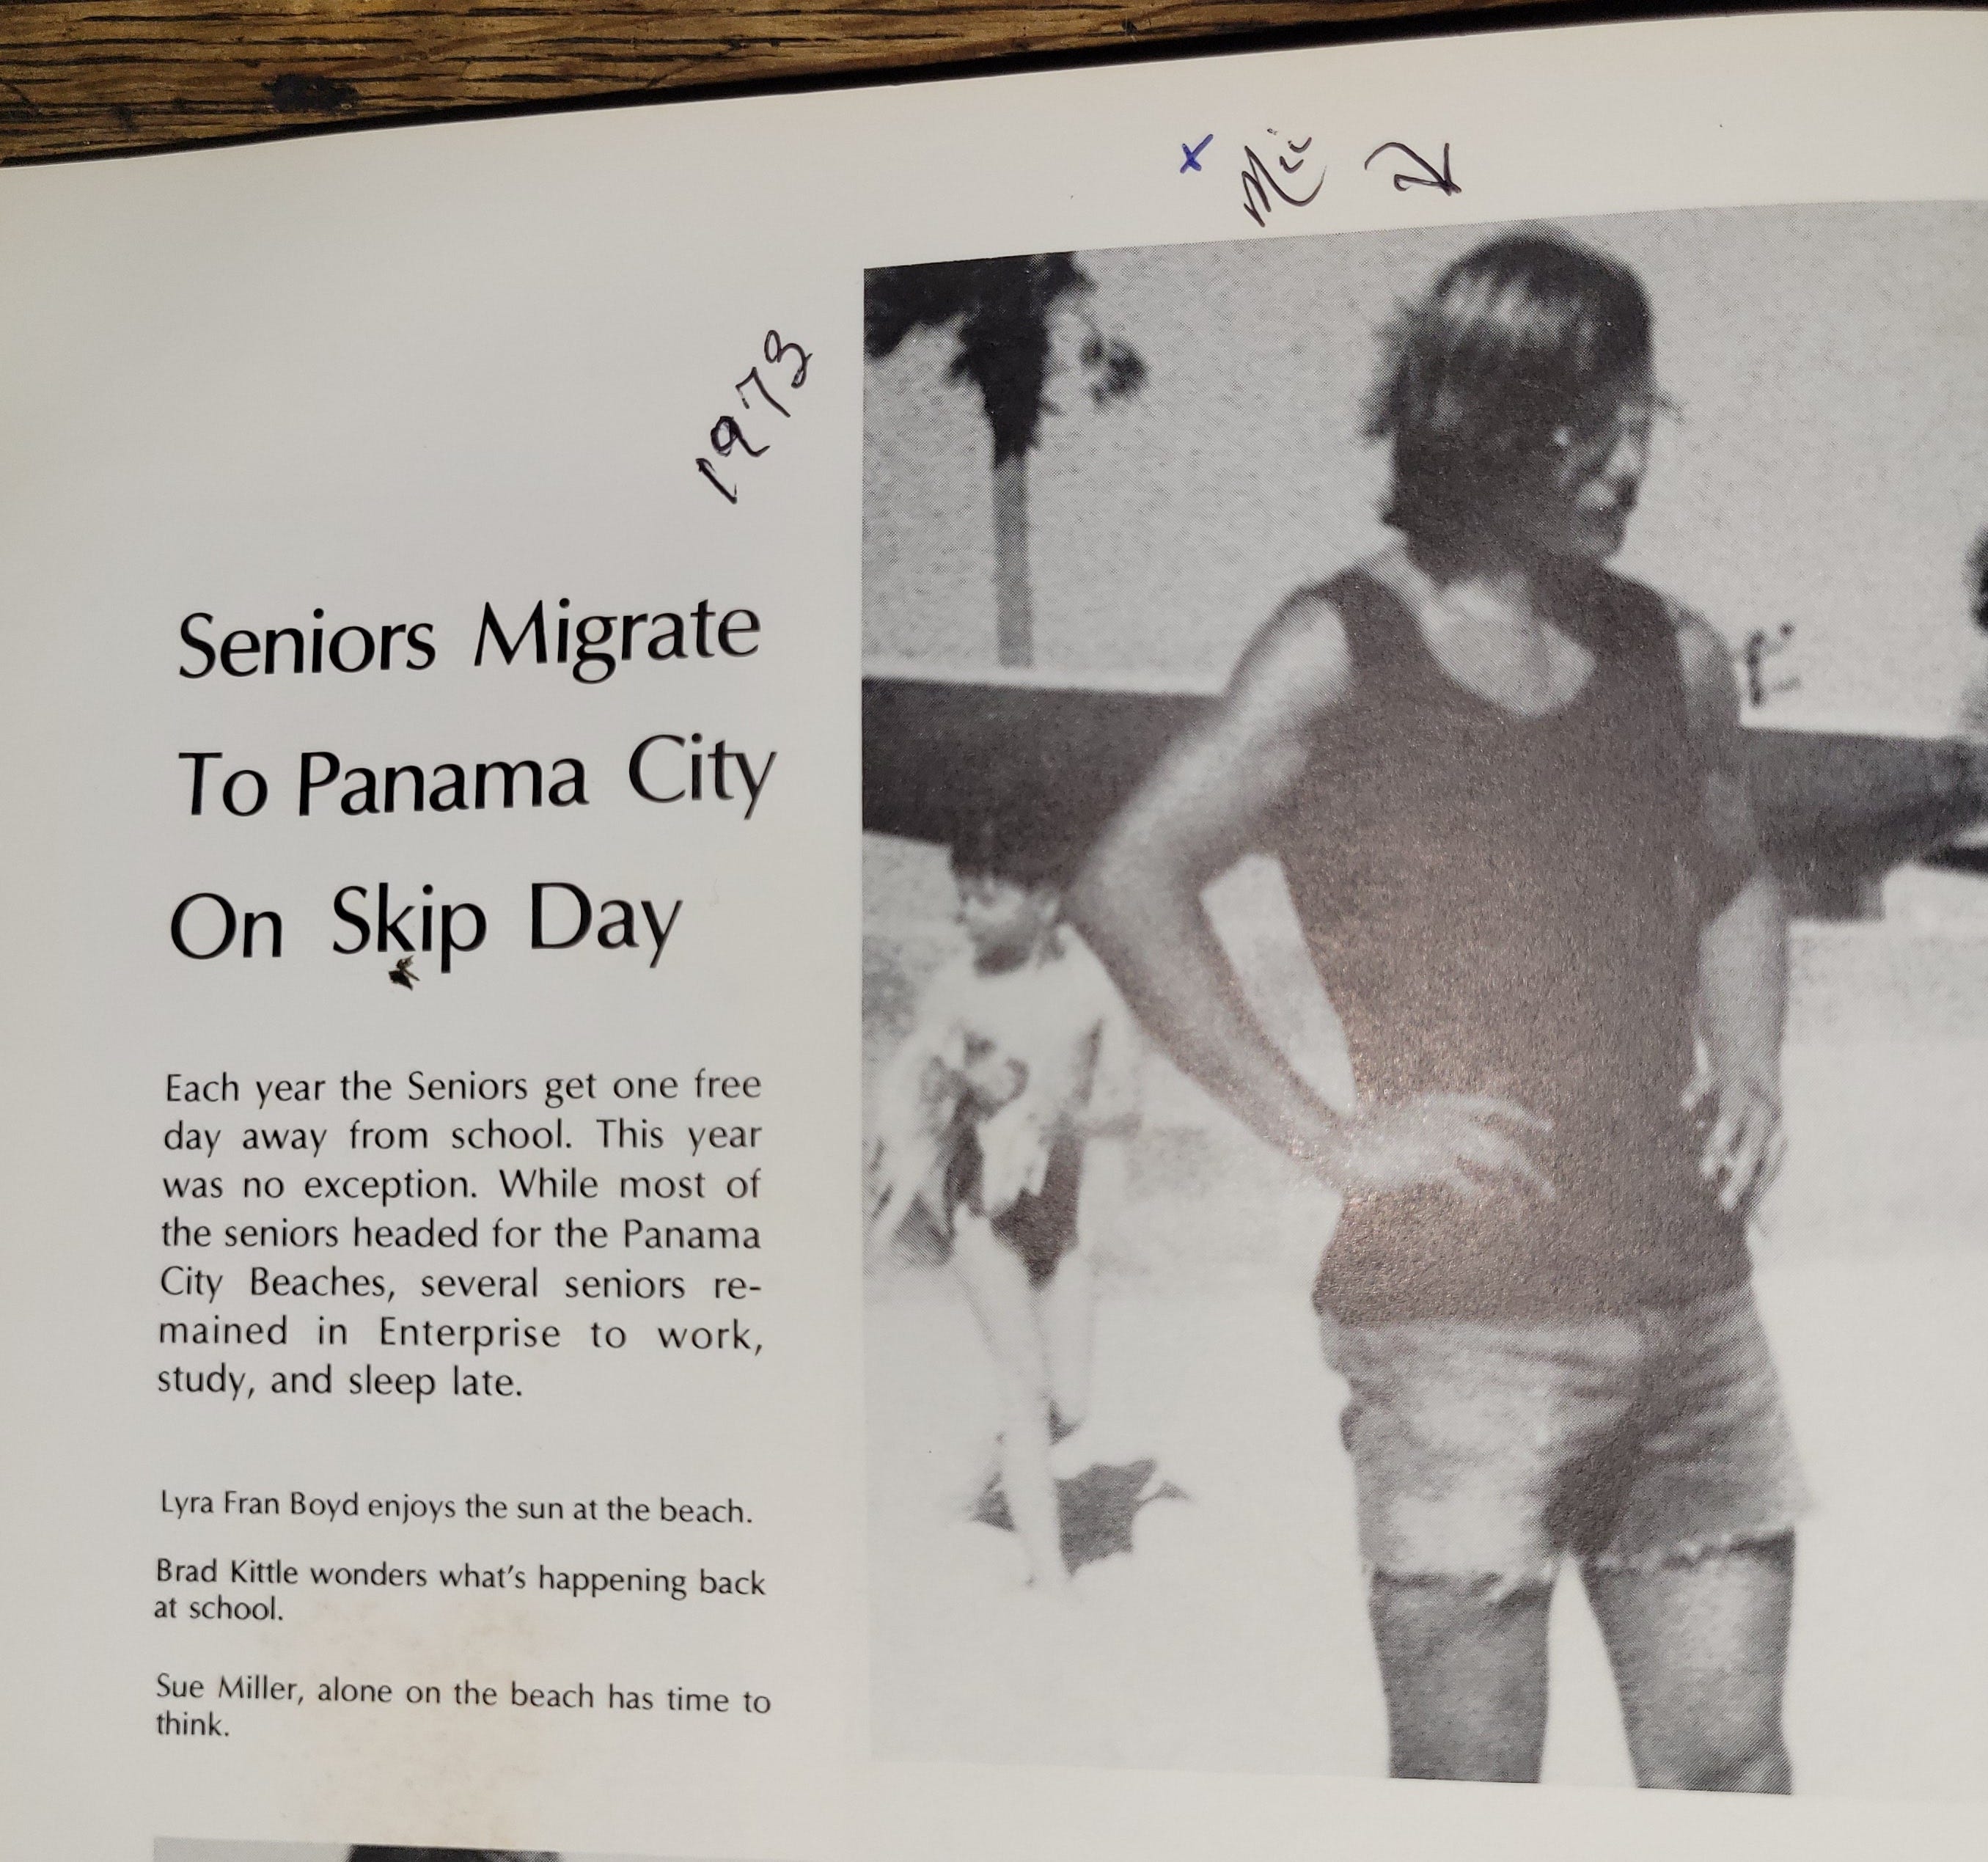 1973
Seniors Migrate
To Panama City
On Skip Day
Each year the Seniors get one free
day away from school. This year
was no exception. While most of
the seniors headed for the Panama
City Beaches, several seniors re-
mained in Enterprise to work,
study, and sleep late.
Lyra Fran Boyd enjoys the sun at the beach.
Brad Kittle wonders what's happening back
at school.
Sue Miller, alone on the beach has time to
think.